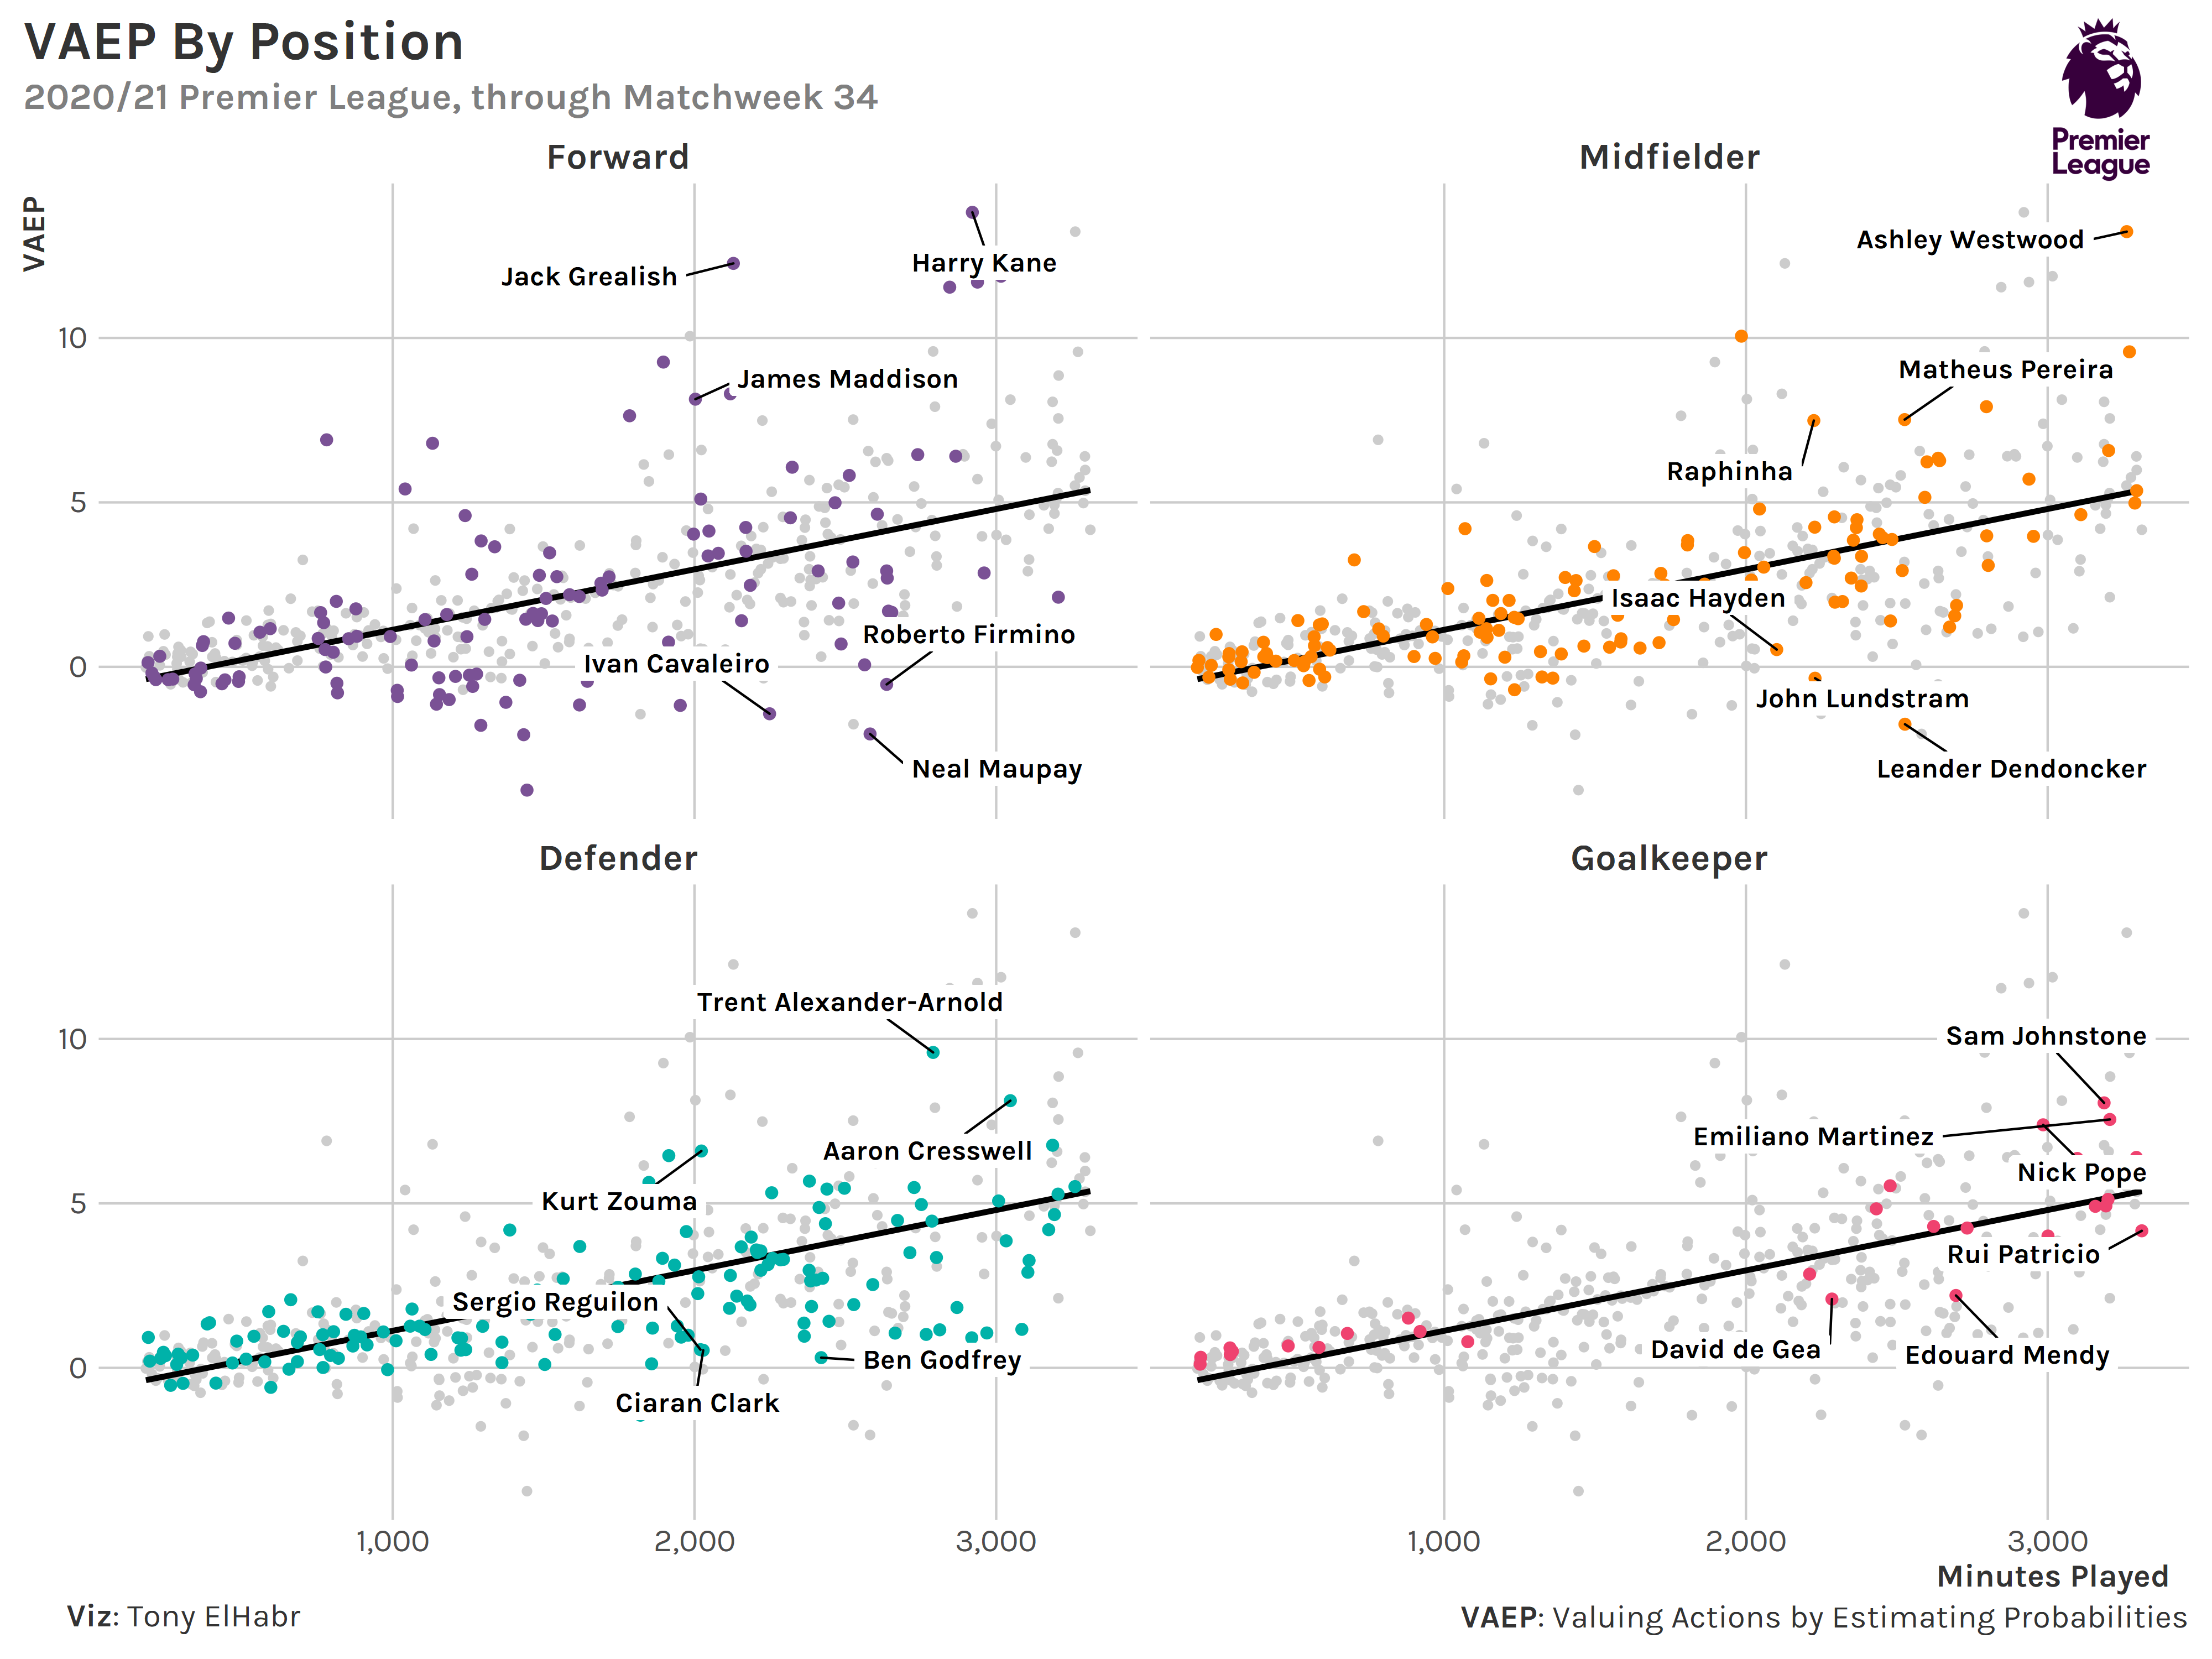 VAEP By Position
2020/21 Premier League, through Matchweek 34
Premier
League
Forward
Midfielder
VAEP
Ashley Westwood
Jack Grealish
Harry Kane
10
Matheus Pereira
James Maddison
Raphinha
5
Isaac Hayden
Roberto Firmino
Ivan Cavaleiro
0
John Lundstram
Neal Maupay
Leander Dendoncker
Defender
Goalkeeper
Trent Alexander-Arnold
10
Sam Johnstone
Emiliano Martinez
Aaron Cresswell
Nick Pope
Kurt Zouma
5
Rui Patricio
Sergio Reguilon
David de Gea
Edouard Mendy
Ben Godfrey
0
Ciaran Clark
1,000 2,000 3,000
1,000 2,000 3,000
Minutes Played
Viz: Tony ElHabr
VAEP: Valuing Actions by Estimating Probabilities